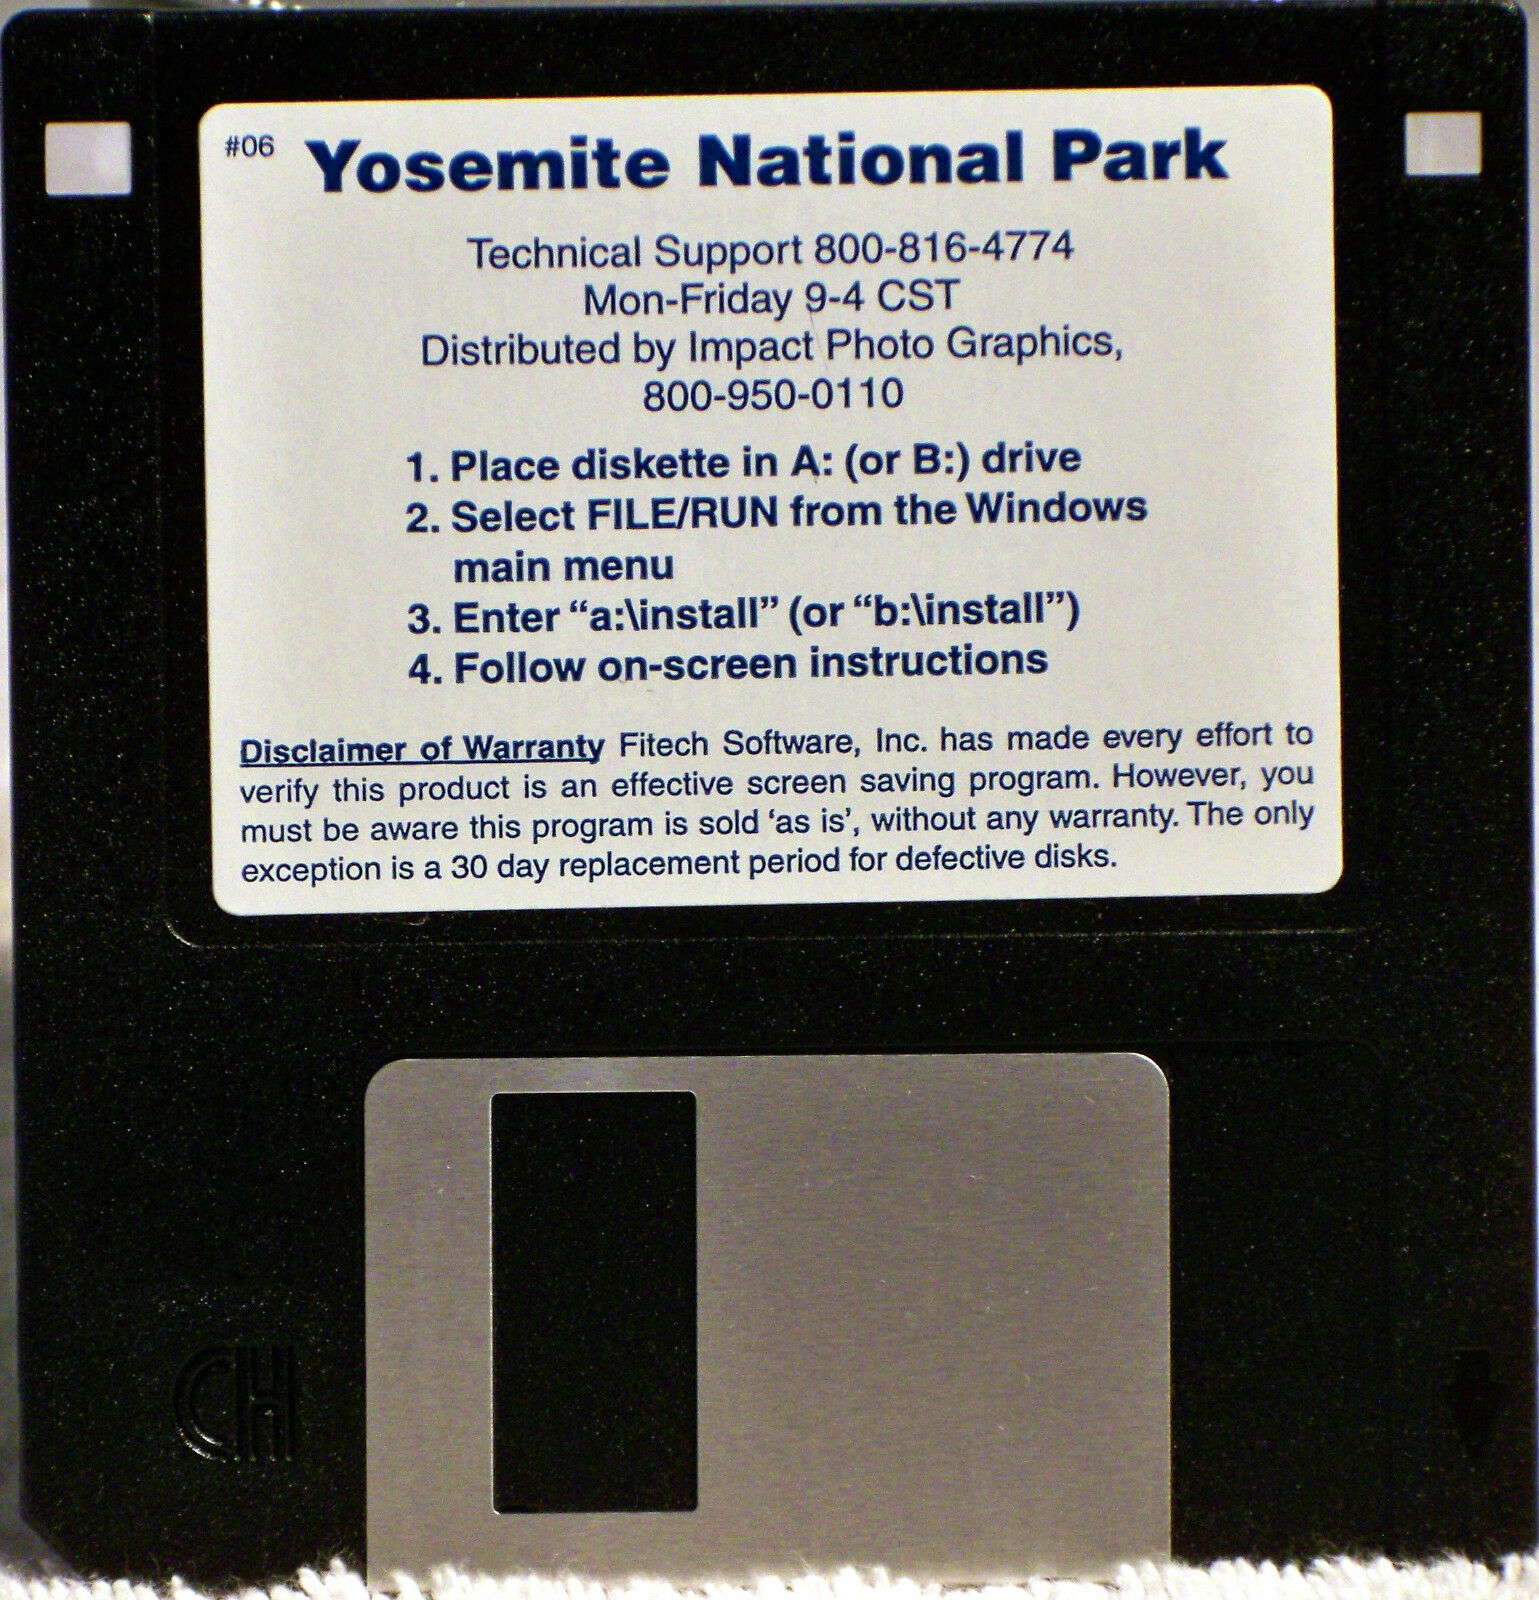 #06 Yosemite National Park
Technical Support 800-816-4774
Mon-Friday 9-4 CST
Distributed by Impact Photo Graphics,
800-950-0110
1. Place diskette in A: (or B:) drive
2. Select FILE/RUN from the Windows
main menu
3. Enter “a:\install” (or “b:\install”)
4. Follow on-screen instructions
Disclaimer of Warranty Fitech Software, Inc. has made every effort to
verify this product is an effective screen saving program. However, you
must be aware this program is sold ‘as is’, without any warranty. The only
exception is a 30 day replacement period for defective disks.
CH